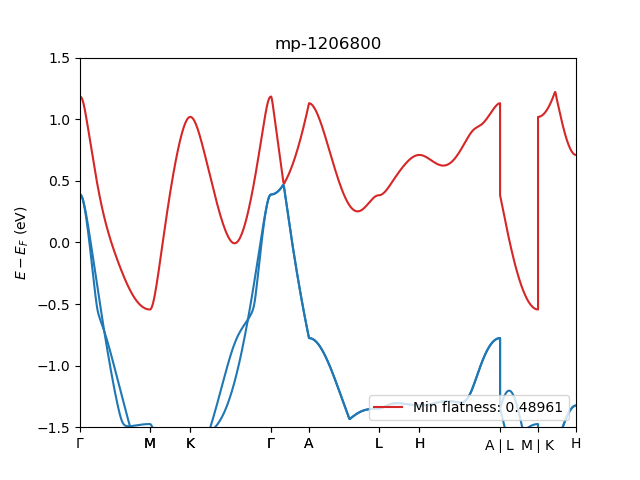 mp-1206800
E − E_F (eV)
1.5
1.0
0.5
0.0
−0.5
−1.0
−1.5
Min flatness: 0.48961
Γ M K Γ A L H A | L M | K H